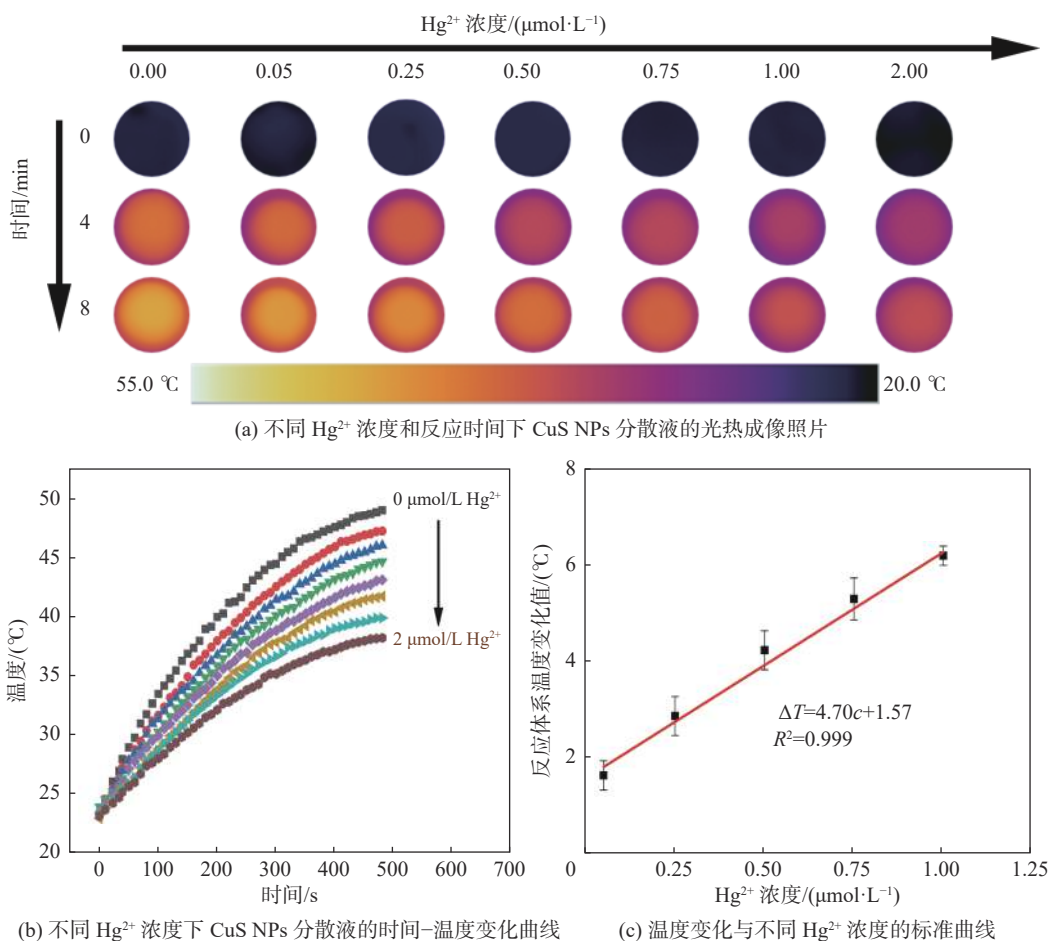 Hg²⁺ 浓度/(μmol·L⁻¹)
0.00 0.05 0.25 0.50 0.75 1.00 2.00
时间/min
0
4
8
55.0 ℃ 20.0 ℃
(a) 不同 Hg²⁺ 浓度和反应时间下 CuS NPs 分散液的光热成像照片
温度/(℃)
50
45
40
35
30
25
20
0 μmol/L Hg²⁺
2 μmol/L Hg²⁺
0 100 200 300 400 500 600 700
时间/s
(b) 不同 Hg²⁺ 浓度下 CuS NPs 分散液的时间−温度变化曲线
反应体系温度变化值/(℃)
8
6
4
2
0 0.25 0.50 0.75 1.00 1.25
ΔT=4.70c+1.57
R²=0.999
Hg²⁺ 浓度/(μmol·L⁻¹)
(c) 温度变化与不同 Hg²⁺ 浓度的标准曲线